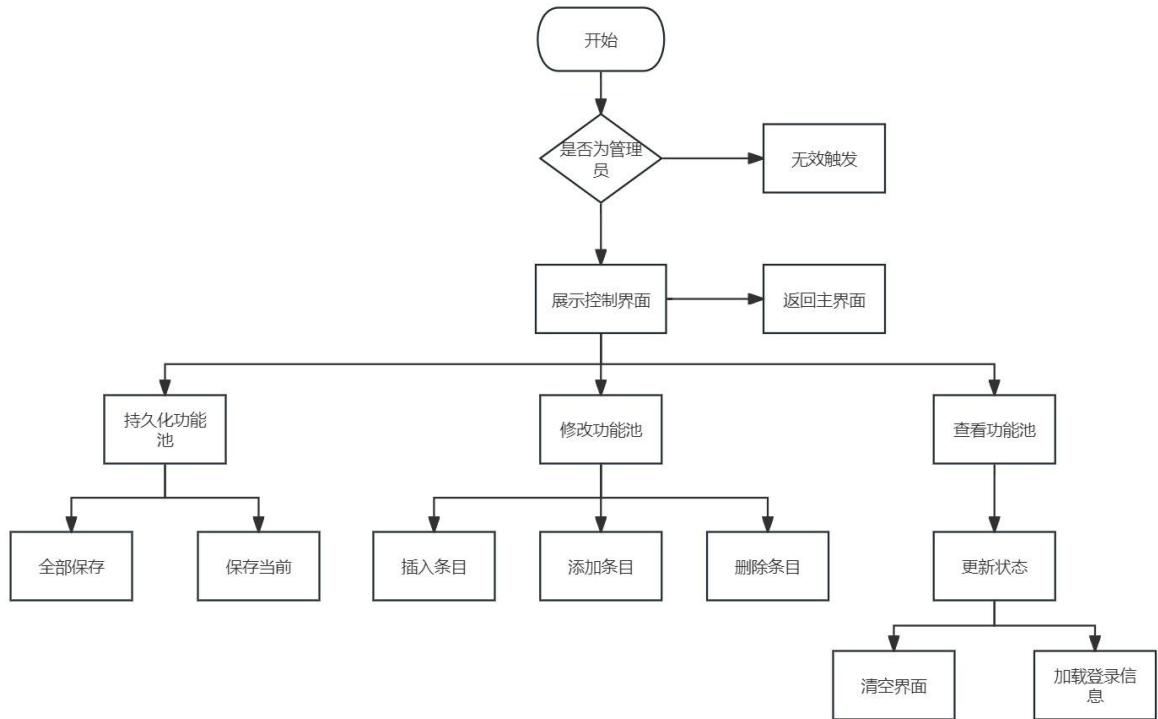 开始
是否为管理
员
无效触发
展示控制界面
返回主界面
持久化功能
池
修改功能池
查看功能池
全部保存
保存当前
插入条目
添加条目
删除条目
更新状态
清空界面
加载登录信
息